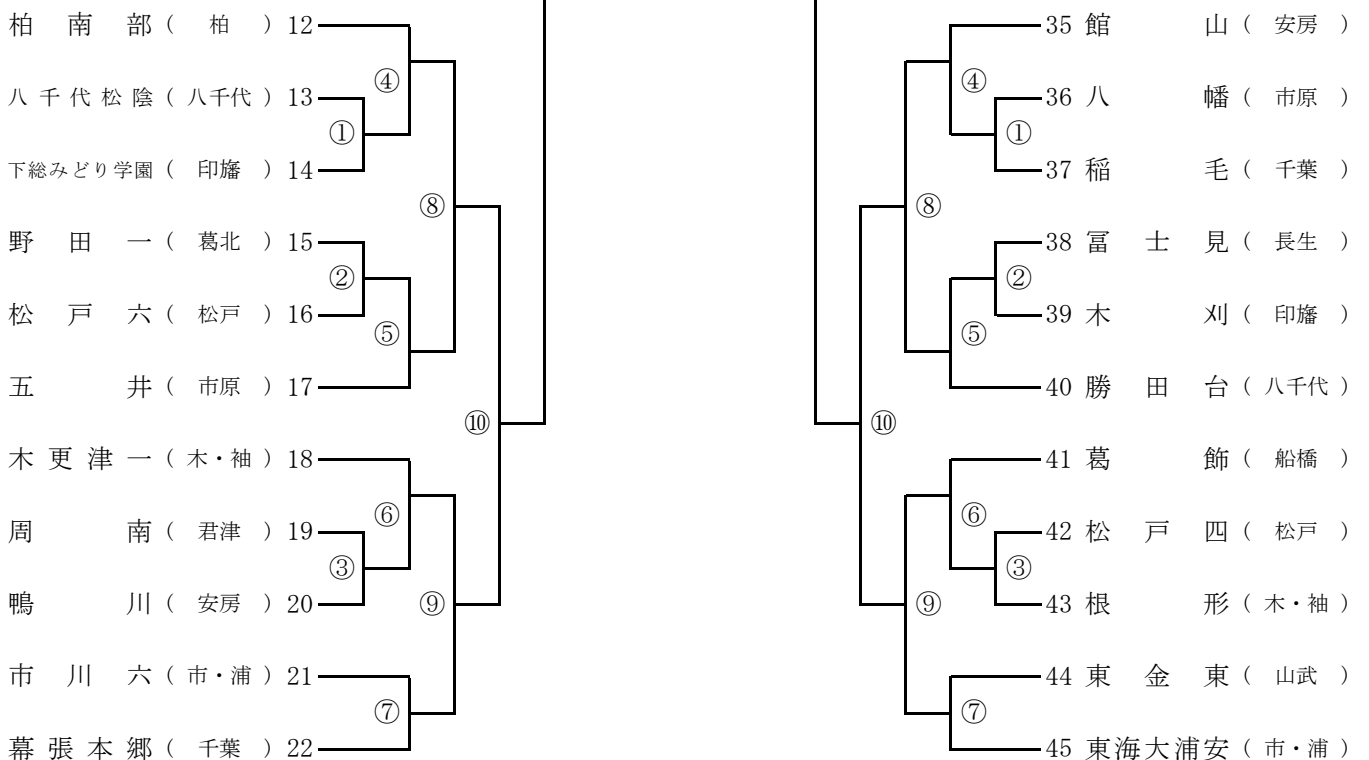 柏南部（柏）12
④
八千代松陰（八千代）13
①
下総みどり学園（印旛）14
⑧
野田一（葛北）15
②
松戸六（松戸）16
⑤
五井（市原）17
⑩
木更津一（木・袖）18
⑥
周南（君津）19
③
鴨川（安房）20
⑨
市川六（市・浦）21
⑦
幕張本郷（千葉）22
35 館山（安房）
④
36 八幡（市原）
①
37 稲毛（千葉）
⑧
38 冨士見（長生）
②
39 木刈（印旛）
⑤
40 勝田台（八千代）
⑩
41 葛飾（船橋）
⑥
42 松戸四（松戸）
③
43 根形（木・袖）
⑨
44 東金東（山武）
⑦
45 東海大浦安（市・浦）